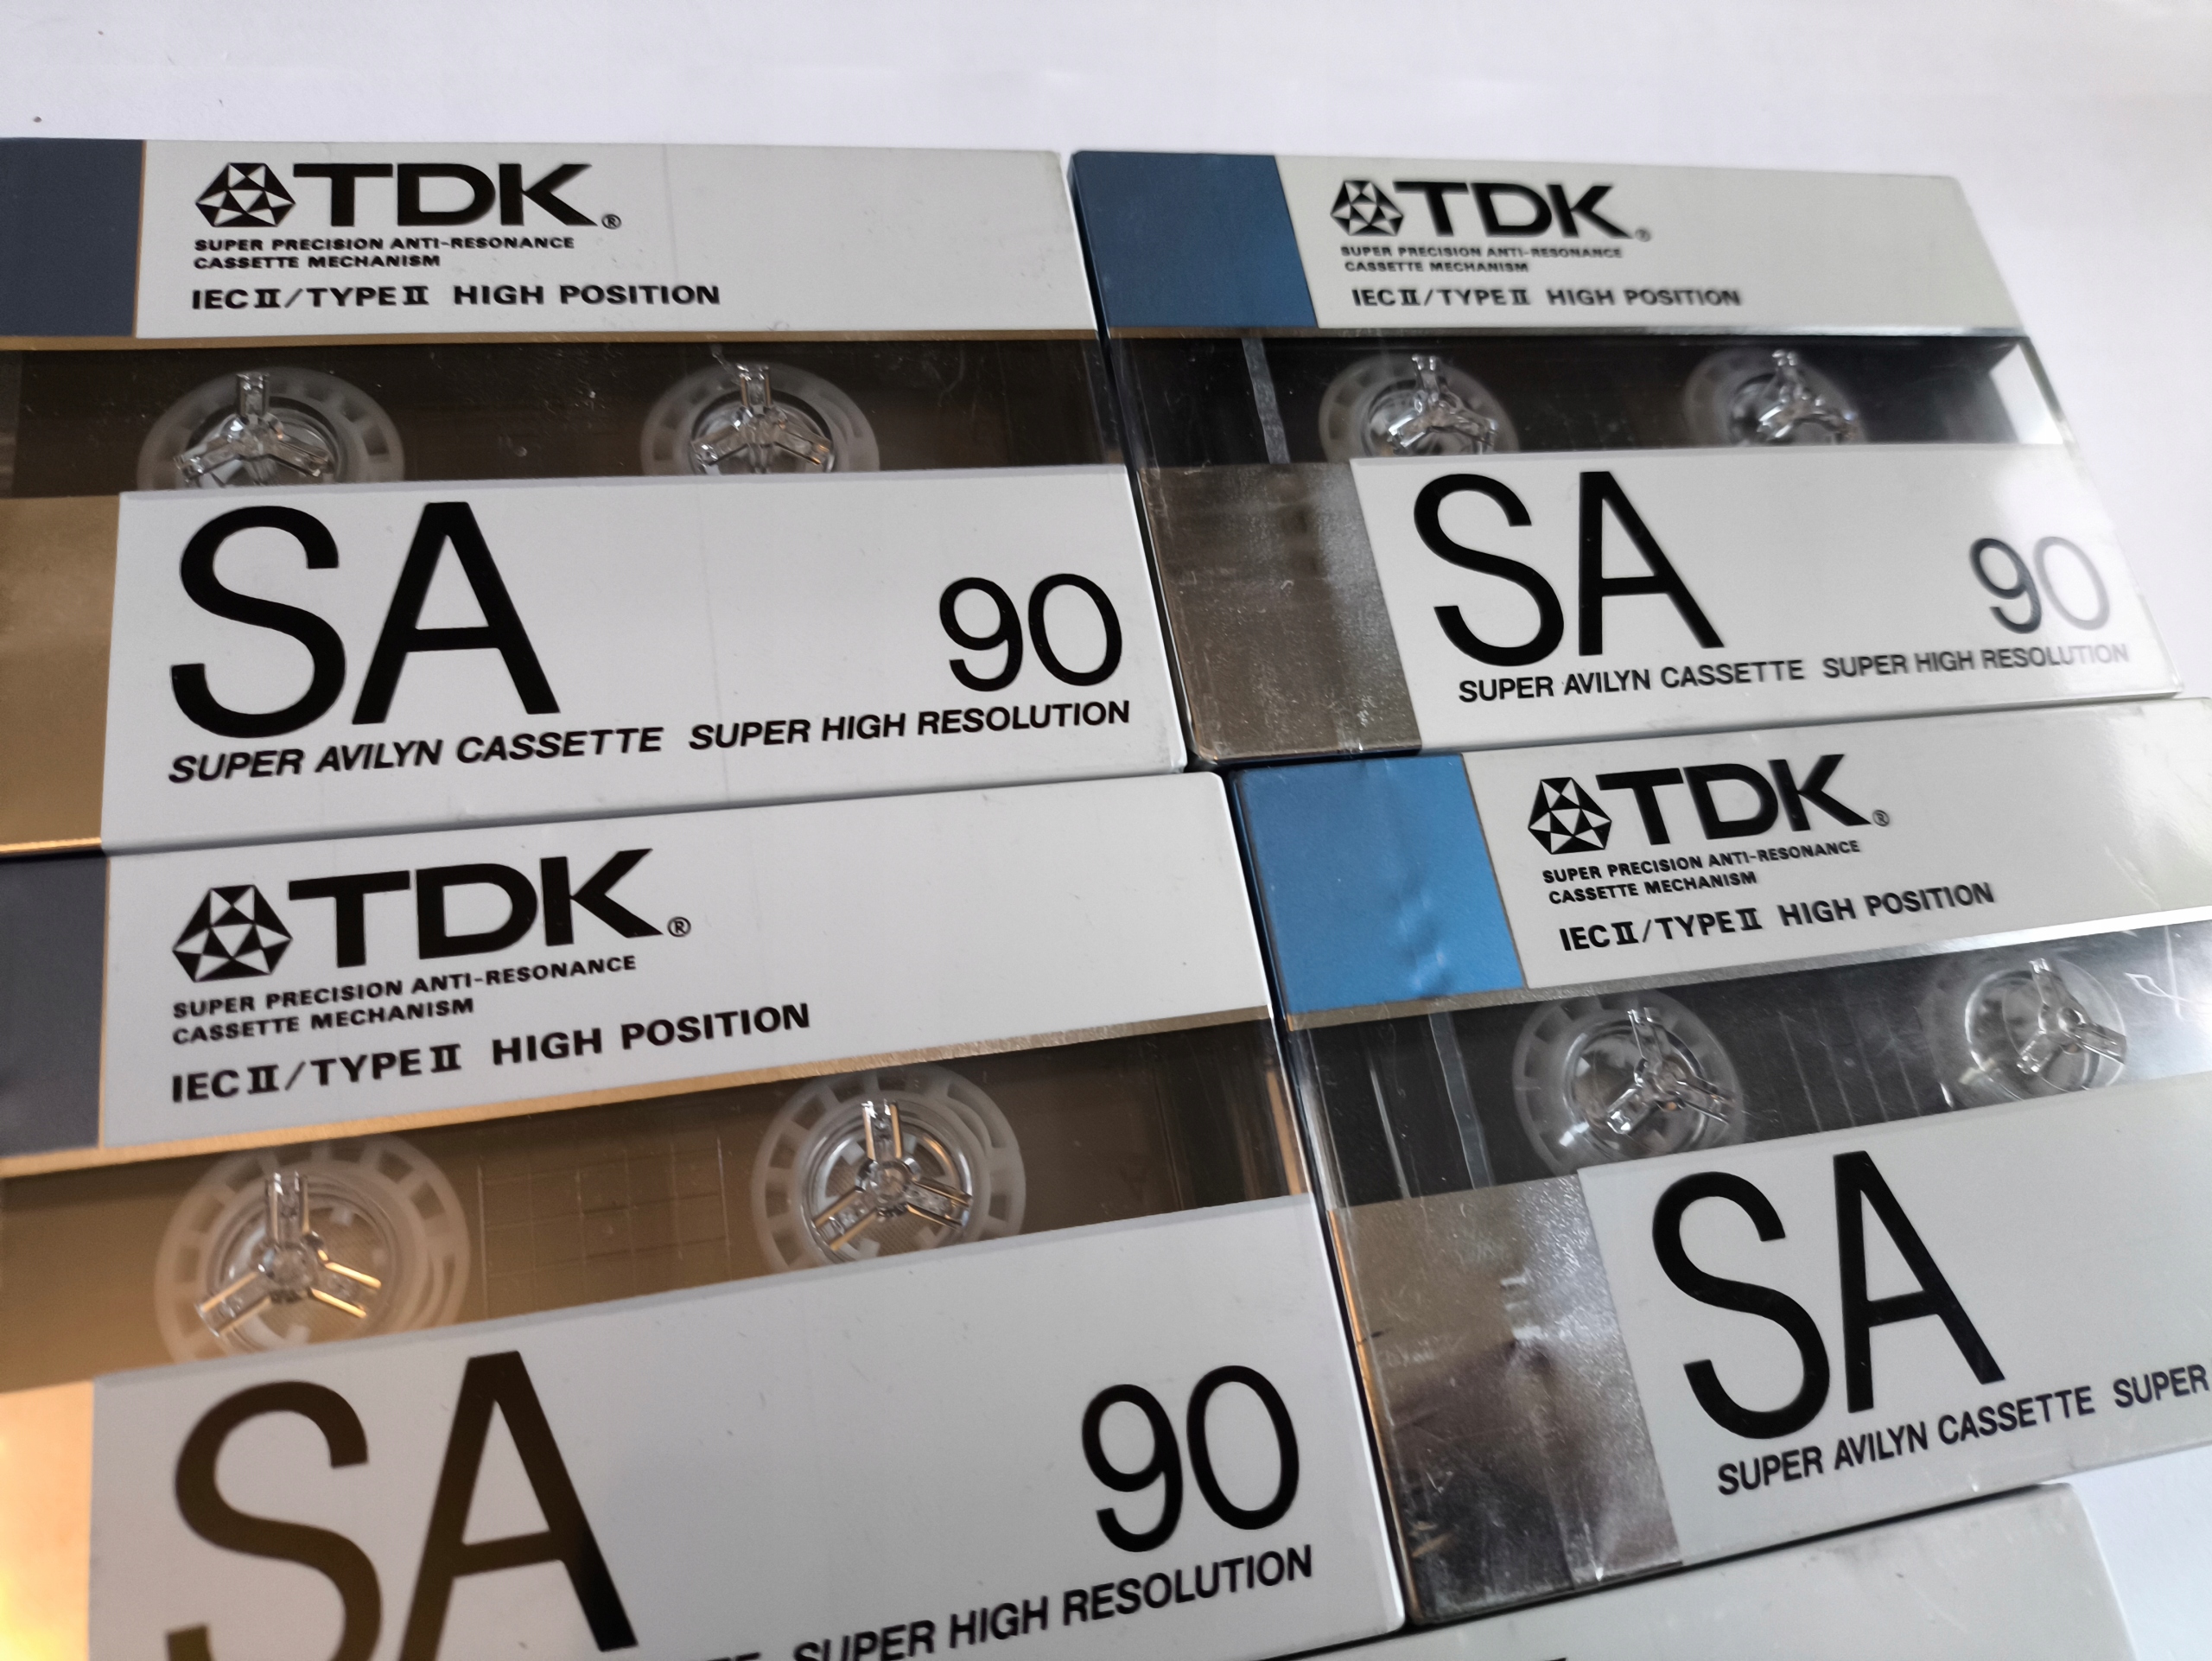 TDK®
SUPER PRECISION ANTI-RESONANCE
CASSETTE MECHANISM
IEC II/TYPE II HIGH POSITION
SA 90
SUPER AVILYN CASSETTE SUPER HIGH RESOLUTION
TDK®
SUPER PRECISION ANTI-RESONANCE
CASSETTE MECHANISM
IEC II/TYPE II HIGH POSITION
SA 90
SUPER AVILYN CASSETTE SUPER HIGH RESOLUTION
TDK®
SUPER PRECISION ANTI-RESONANCE
CASSETTE MECHANISM
IEC II/TYPE II HIGH POSITION
SA 90
SUPER HIGH RESOLUTION
TDK®
SUPER PRECISION ANTI-RESONANCE
CASSETTE MECHANISM
IEC II/TYPE II HIGH POSITION
SA
SUPER AVILYN CASSETTE SUPER